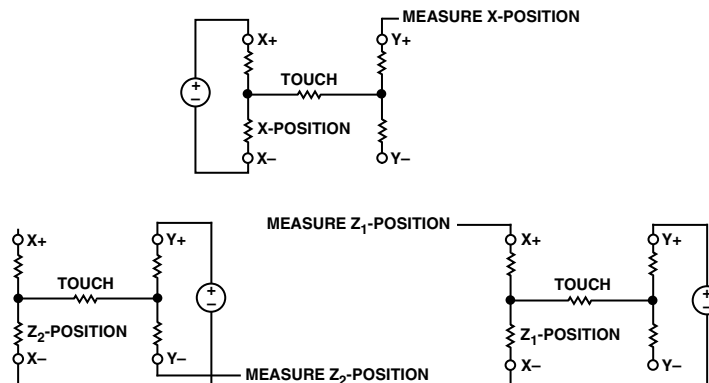 MEASURE X-POSITION
X+
Y+
TOUCH
+
–
X-POSITION
X–
Y–
MEASURE Z1-POSITION
X+
Y+
X+
Y+
TOUCH
TOUCH
+
–
+
–
Z2-POSITION
Z1-POSITION
X–
Y–
X–
Y–
MEASURE Z2-POSITION